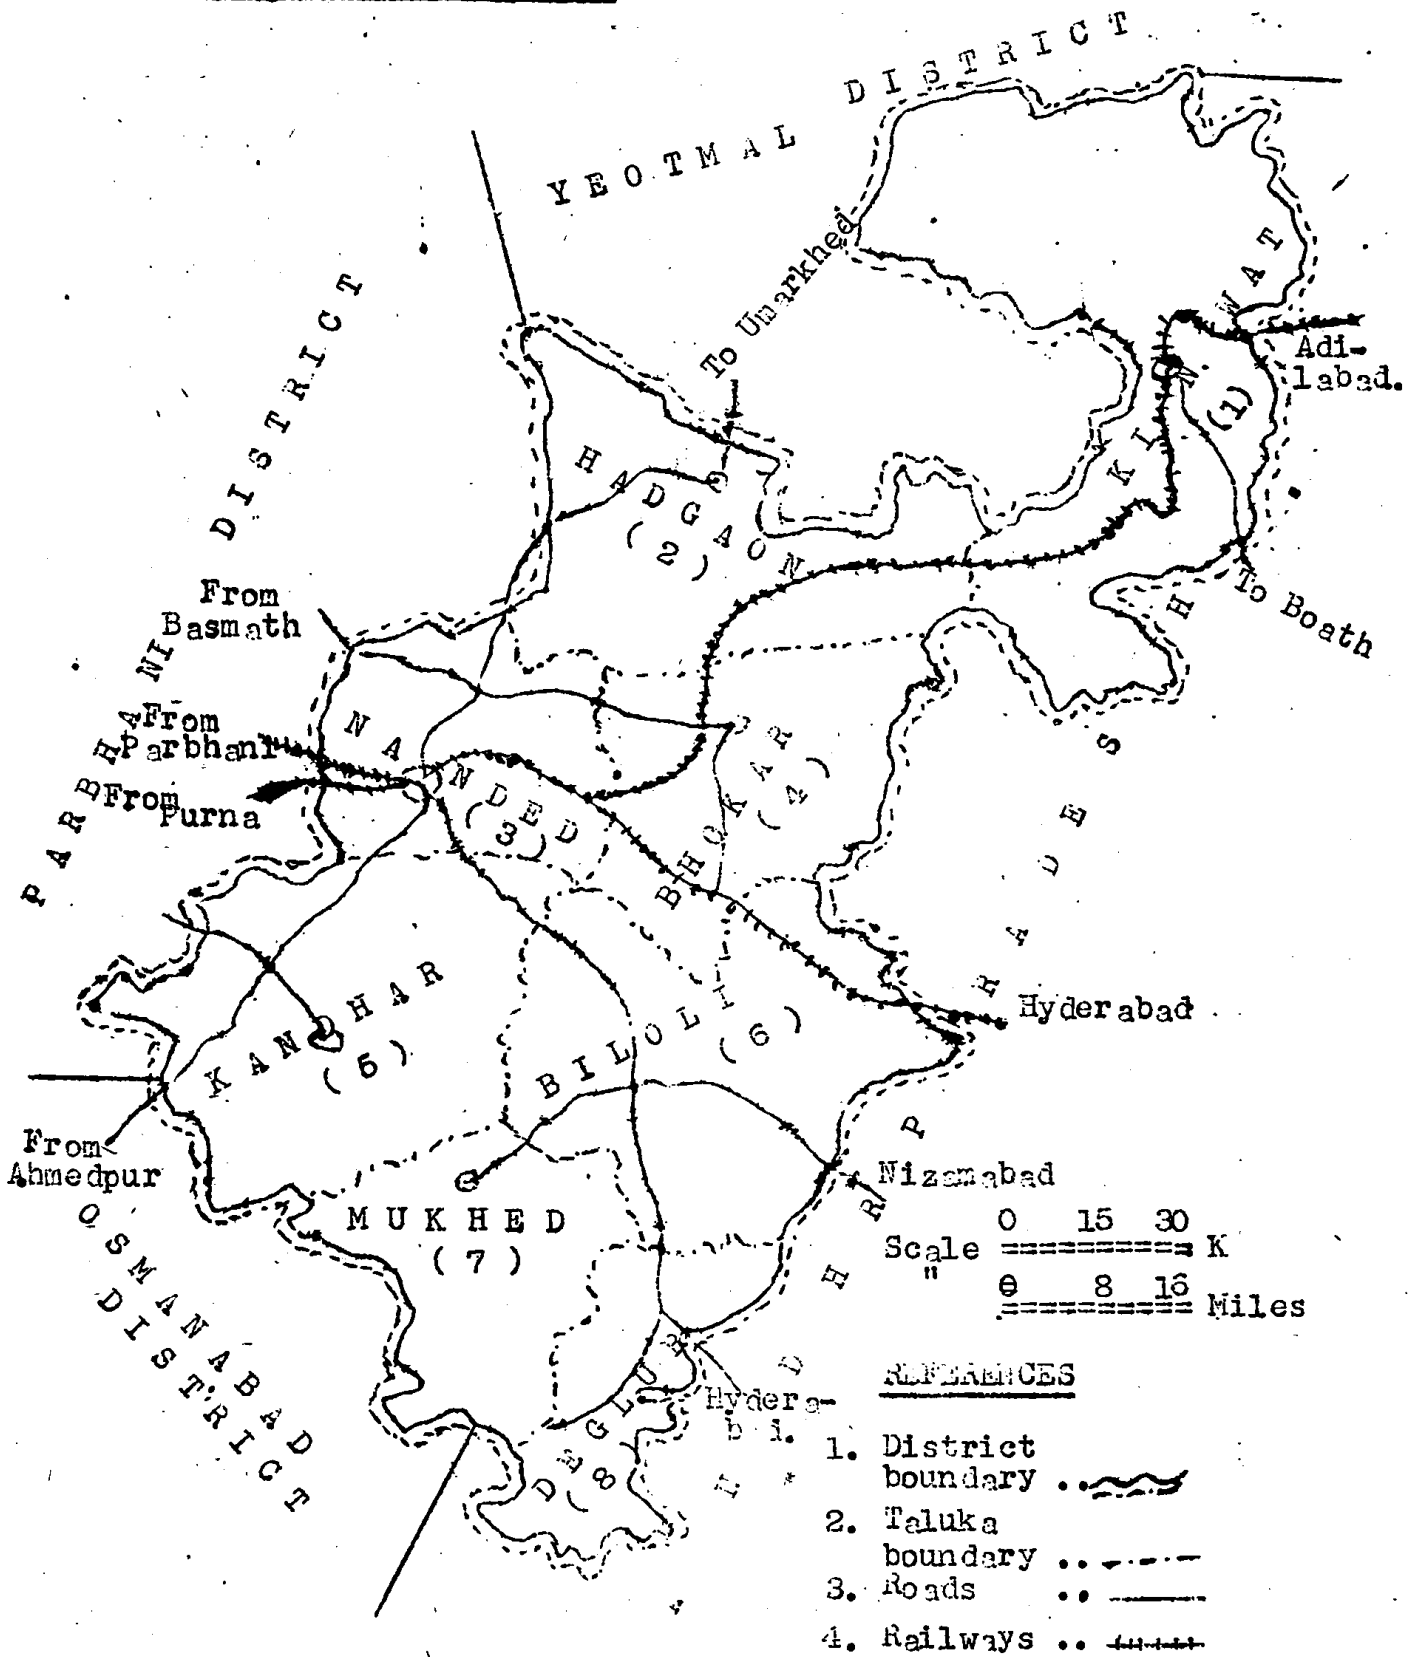 YEOTMAL DISTRICT
PARBHANI DISTRICT
OSMANABAD
DISTRICT
ANDHRA PRADESH
To Umarkhed
KINWAT
(1)
Adi-
labad.
HADGAON
(2)
To Boath
From
Basmath
From
Parbhani
From
Purna
NANDED
(3)
BHOKAR
(4)
KANDHAR
(5)
BILOLI
(6)
Hyderabad
From
Ahmedpur
MUKHED
(7)
Nizamabad
0 15 30
Scale K
"
0 8 16
Miles
DEGLUR
(8)
Hydera-
REFERENCES
1. District
boundary ..
2. Taluka
boundary ..
3. Roads ..
4. Railways ..